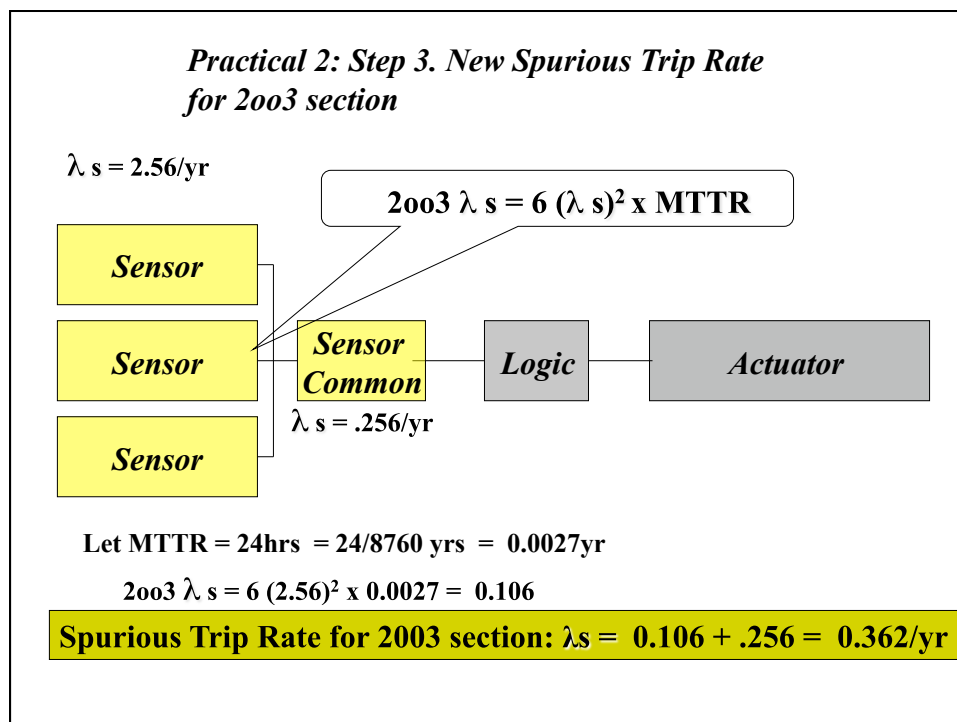 Practical 2: Step 3. New Spurious Trip Rate
for 2oo3 section
λ s = 2.56/yr
2oo3 λ s = 6 (λ s)² x MTTR
Sensor
Sensor
Sensor
Sensor
Common
λ s = .256/yr
Logic
Actuator
Let MTTR = 24hrs = 24/8760 yrs = 0.0027yr
2oo3 λ s = 6 (2.56)² x 0.0027 = 0.106
Spurious Trip Rate for 2003 section: λs = 0.106 + .256 = 0.362/yr